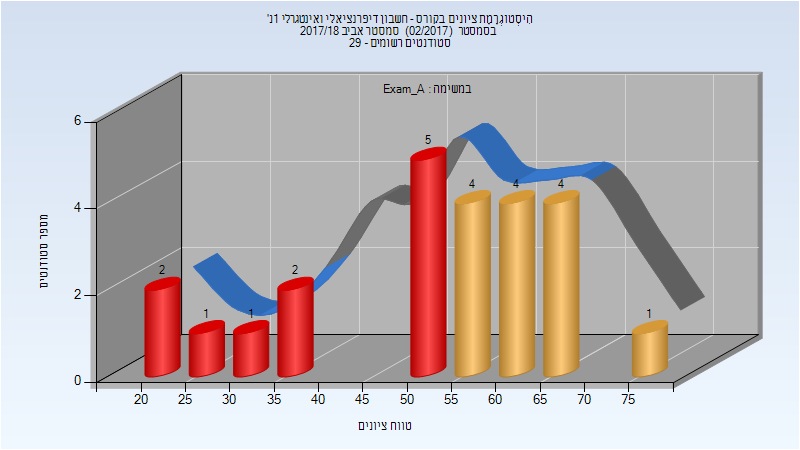 היסטוגרמת ציונים בקורס - חשבון דיפרנציאלי ואינטגרלי 1נ'
בסמסטר (02/2017) סמסטר אביב 2017/18
סטודנטים רשומים - 29
במשימה : Exam_A
מספר סטודנטים
6
4
2
0
2
1
1
2
5
4
4
4
1
20 25 30 35 40 45 50 55 60 65 70 75
טווח ציונים